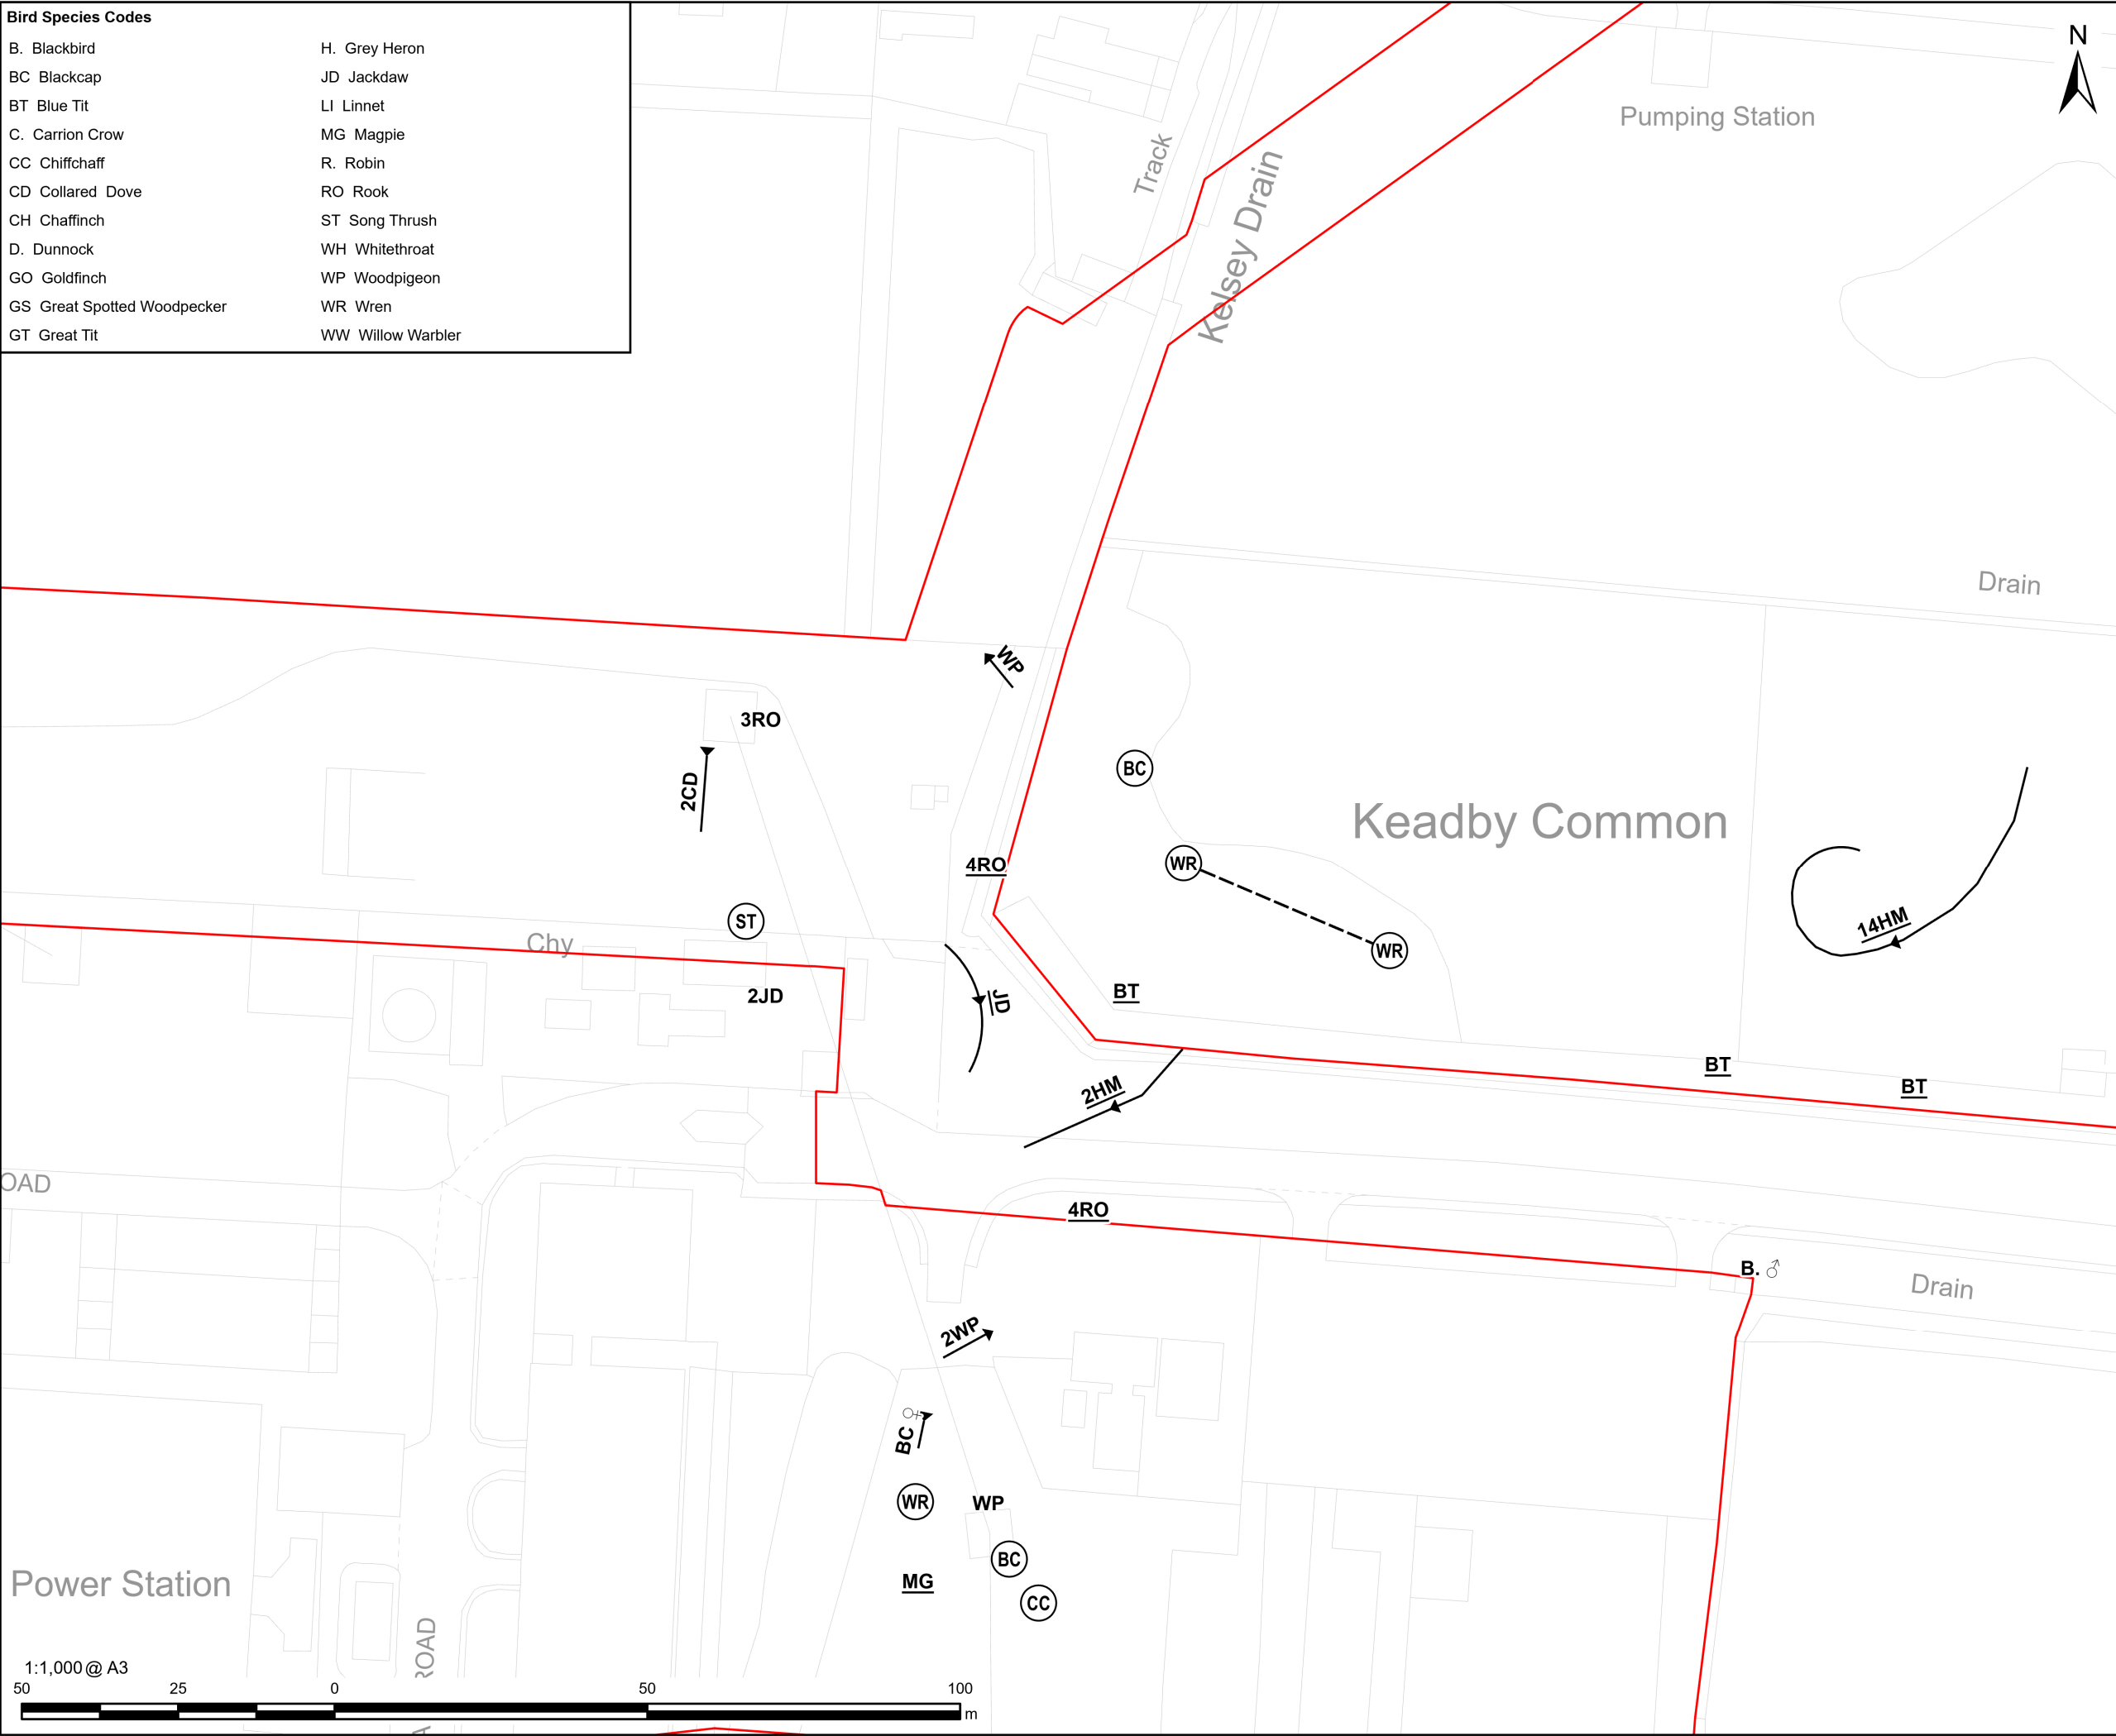 Bird Species Codes
B. Blackbird
BC Blackcap
BT Blue Tit
C. Carrion Crow
CC Chiffchaff
CD Collared Dove
CH Chaffinch
D. Dunnock
GO Goldfinch
GS Great Spotted Woodpecker
GT Great Tit
H. Grey Heron
JD Jackdaw
LI Linnet
MG Magpie
R. Robin
RO Rook
ST Song Thrush
WH Whitethroat
WP Woodpigeon
WR Wren
WW Willow Warbler
N
Pumping Station
Track
Kelsey Drain
Drain
WP
3RO
2CD
BC
Keadby Common
4RO
WR
ST
14HM
Chy
WR
2JD
JD
BT
BT
2HM
BT
OAD
4RO
B. ♂
Drain
2WP
♀
BC
WR
WP
BC
MG
CC
Power Station
ROAD
A
1:1,000 @ A3
50 25 0 50 100
m